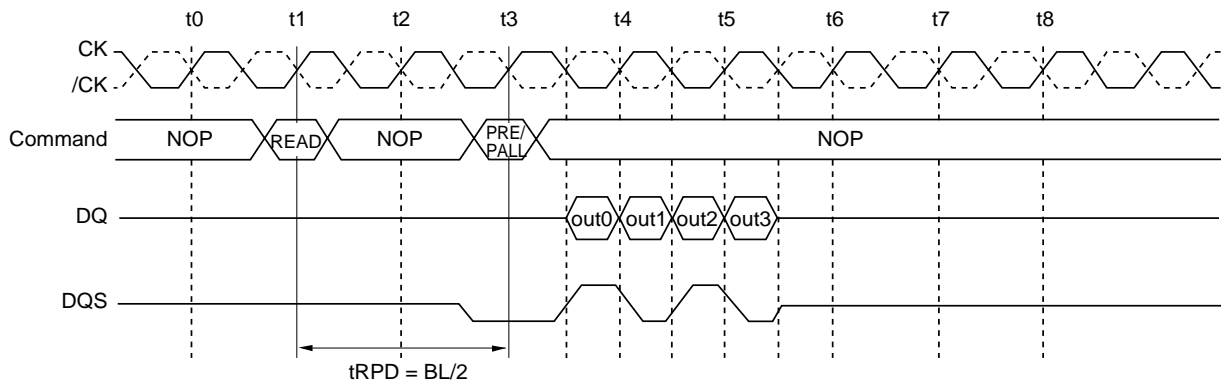 t0 t1 t2 t3 t4 t5 t6 t7 t8
CK
/CK
Command NOP READ NOP PRE/ PALL NOP
DQ out0 out1 out2 out3
DQS
tRPD = BL/2